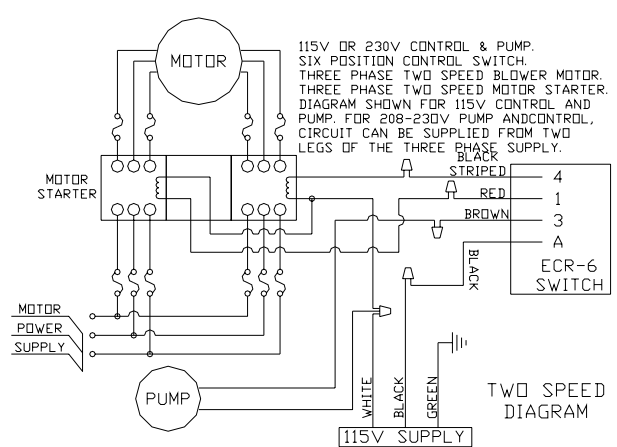 MOTOR
115V OR 230V CONTROL & PUMP.
SIX POSITION CONTROL SWITCH.
THREE PHASE TWO SPEED BLOWER MOTOR.
THREE PHASE TWO SPEED MOTOR STARTER.
DIAGRAM SHOWN FOR 115V CONTROL AND
PUMP. FOR 208-230V PUMP ANDCONTROL,
CIRCUIT CAN BE SUPPLIED FROM TWO
LEGS OF THE THREE PHASE SUPPLY.
BLACK
STRIPED
4
RED
1
BROWN
3
A
BLACK
ECR-6
SWITCH
MOTOR
STARTER
MOTOR
POWER
SUPPLY
PUMP
WHITE
BLACK
GREEN
115V SUPPLY
TWO SPEED
DIAGRAM